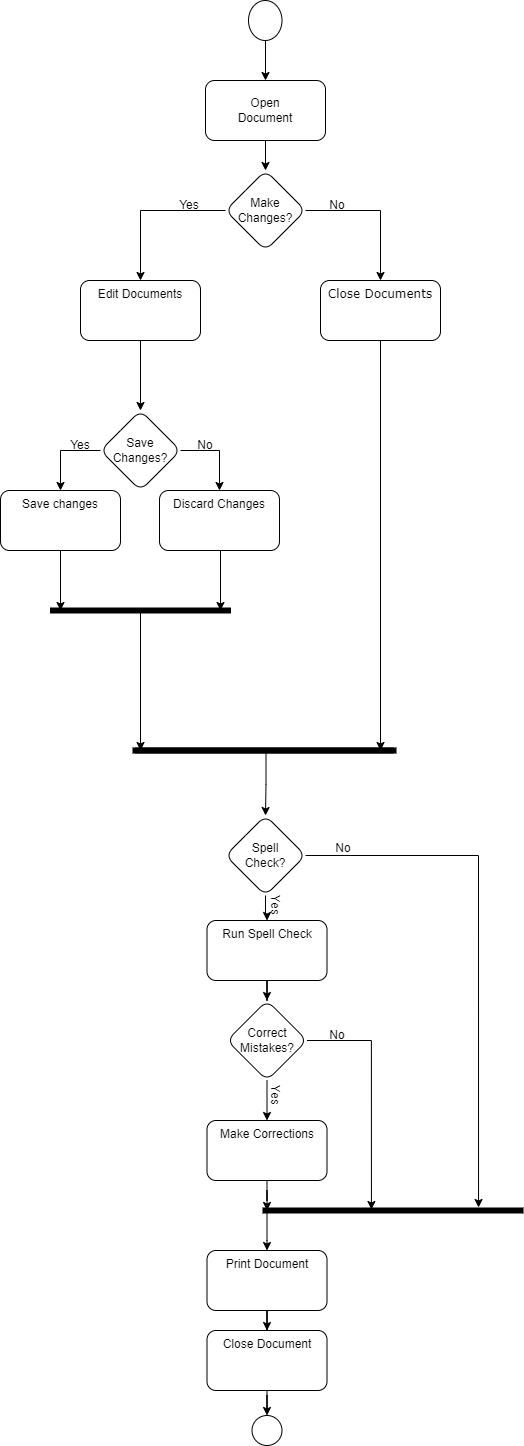 Open
Document
Make
Changes?
Yes
No
Edit Documents
Close Documents
Save
Changes?
Yes
No
Save changes
Discard Changes
Spell
Check?
No
Yes
Run Spell Check
Correct
Mistakes?
No
Yes
Make Corrections
Print Document
Close Document